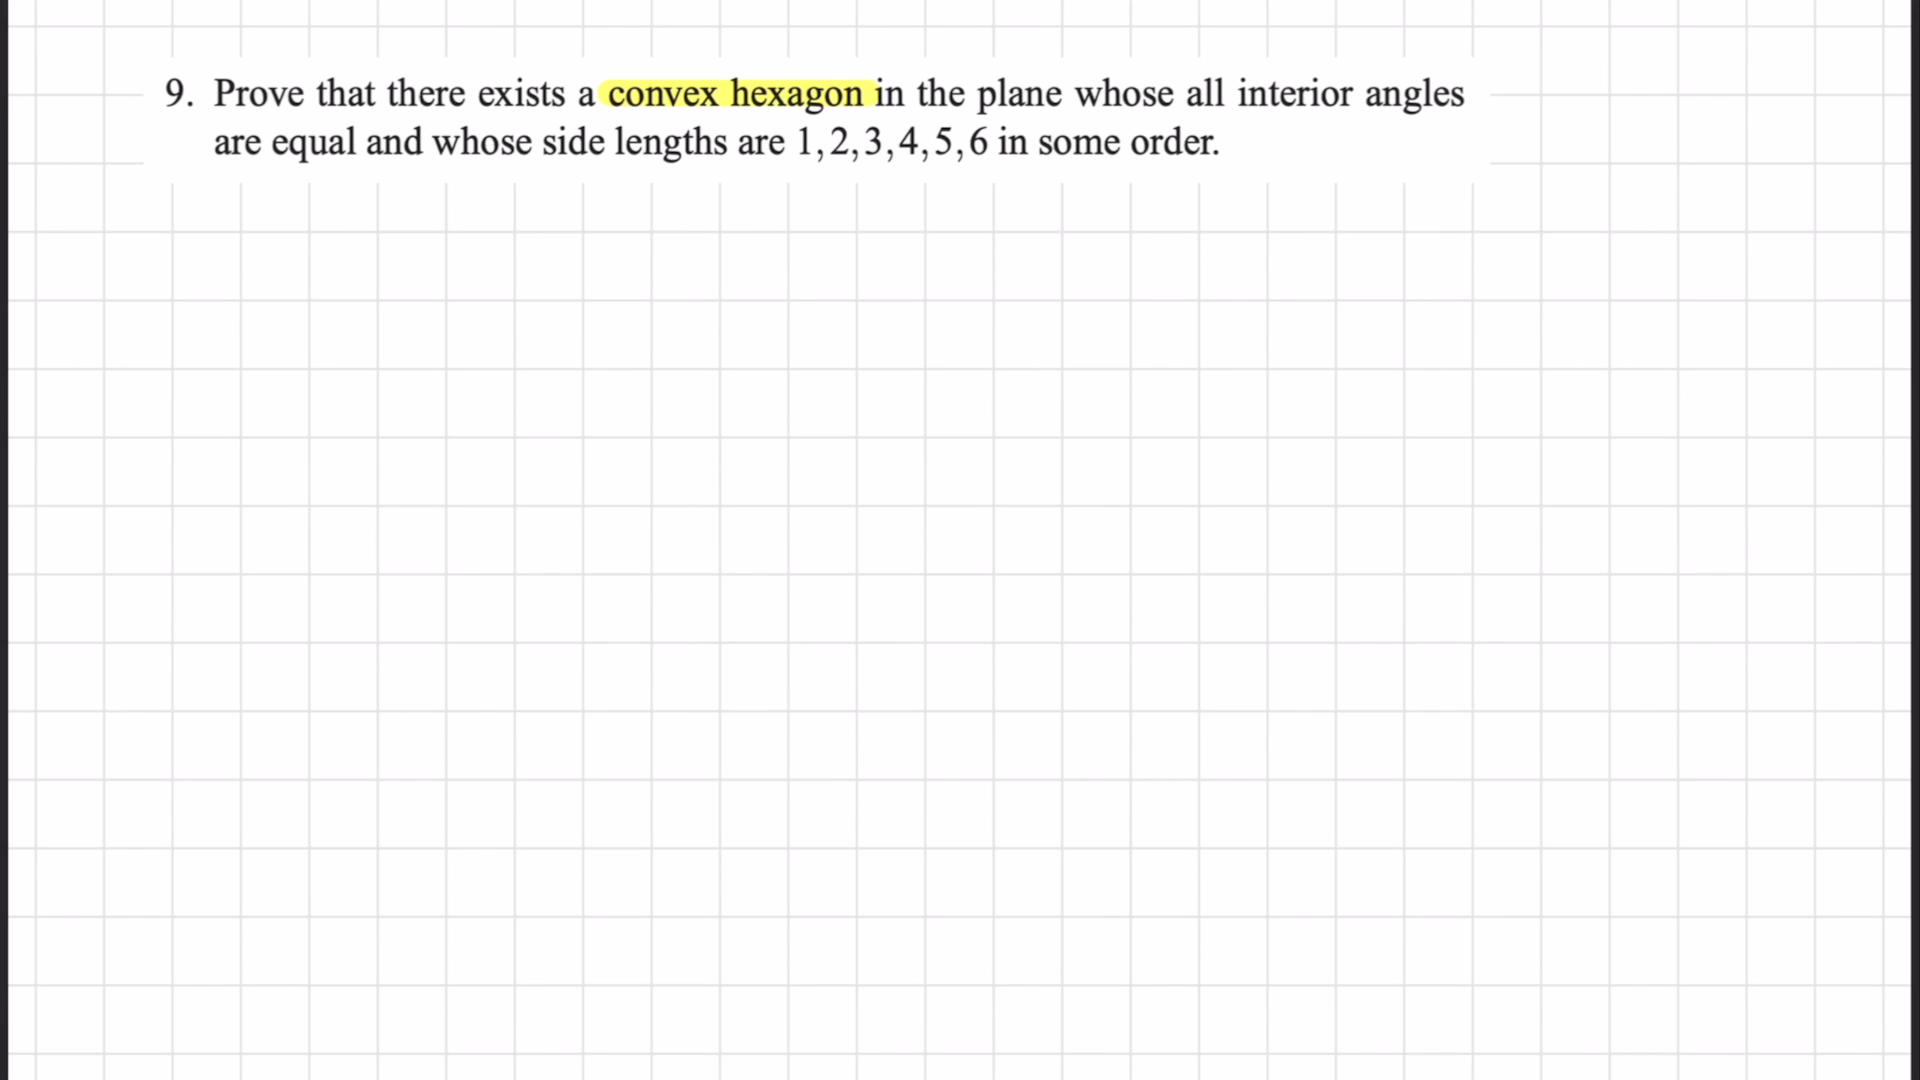 9. Prove that there exists a convex hexagon in the plane whose all interior angles
are equal and whose side lengths are 1, 2, 3, 4, 5, 6 in some order.